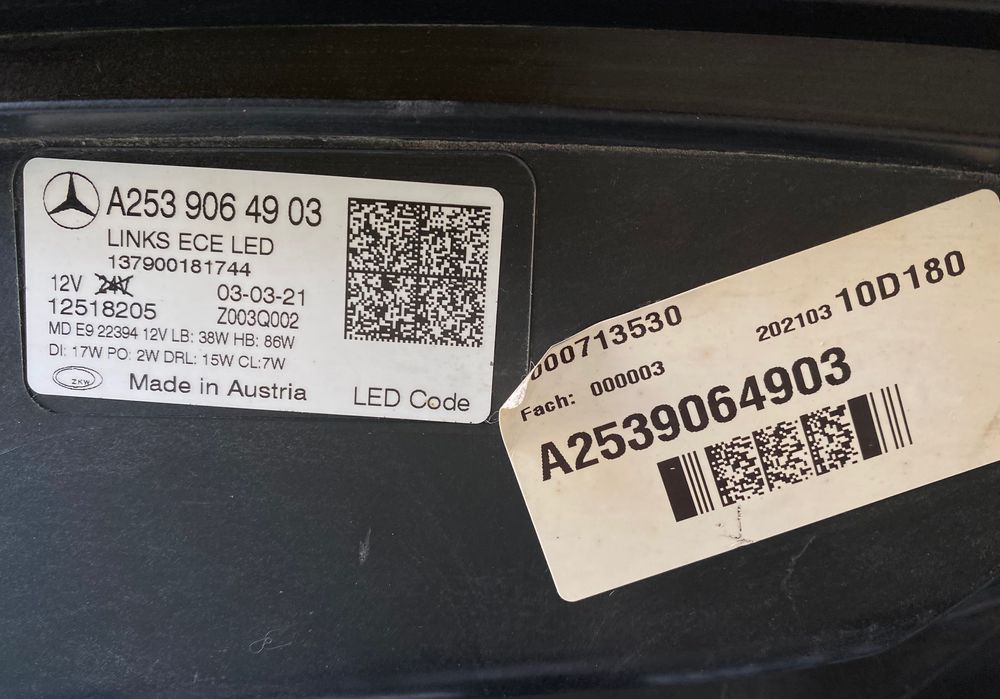 A253 906 49 03
LINKS ECE LED
137900181744
12V 24V 03-03-21
12518205 Z003Q002
MD E9 22394 12V LB: 38W HB: 86W
DI: 17W PO: 2W DRL: 15W CL:7W
ZKW Made in Austria LED Code
000713530 202103 10D180
Fach: 000003
A2539064903